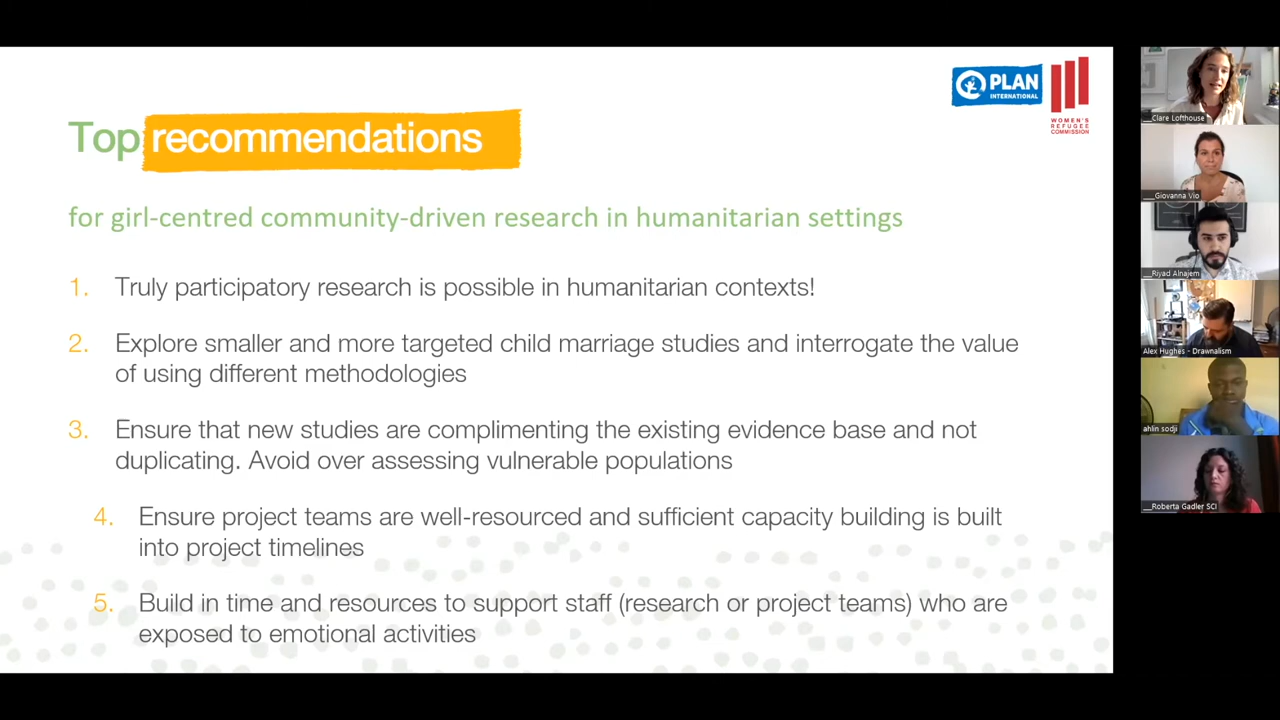 PLAN
INTERNATIONAL
WOMEN'S
REFUGEE
COMMISSION
Top recommendations
for girl-centred community-driven research in humanitarian settings
1. Truly participatory research is possible in humanitarian contexts!
2. Explore smaller and more targeted child marriage studies and interrogate the value
of using different methodologies
3. Ensure that new studies are complimenting the existing evidence base and not
duplicating. Avoid over assessing vulnerable populations
4. Ensure project teams are well-resourced and sufficient capacity building is built
into project timelines
5. Build in time and resources to support staff (research or project teams) who are
exposed to emotional activities
__Clare Lofthouse
__Giovanna Vio
__Riyad Alnajem
Alex Hughes - Drawnalism
ahlin sodji
__Roberta Gadler SCI